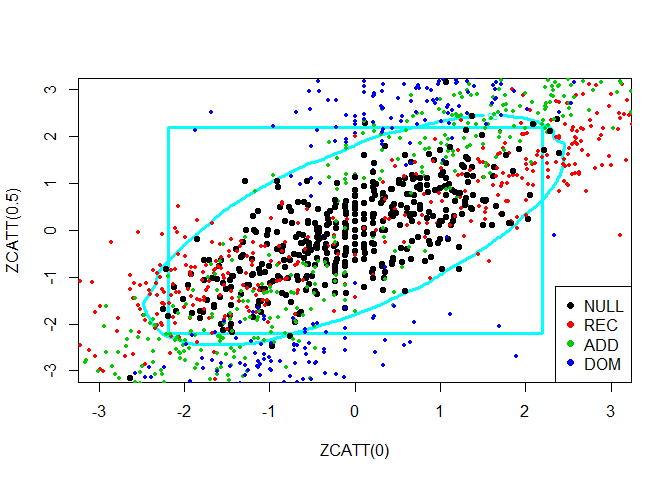 ZCATT(0.5)
3
2
1
0
-1
-2
-3
NULL
REC
ADD
DOM
-3 -2 -1 0 1 2 3
ZCATT(0)